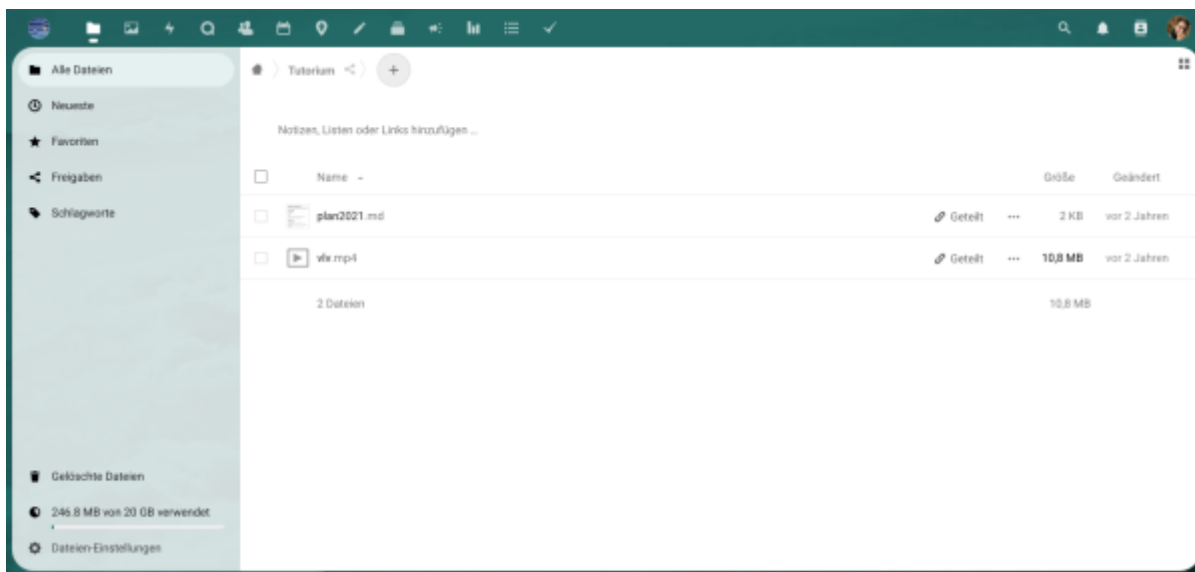 Alle Dateien
Tutorium
Neueste
Notizen, Listen oder Links hinzufügen ...
Favoriten
Freigaben
Name Größe Geändert
Schlagworte
plan2021.md Geteilt 2 KB vor 2 Jahren
.mp4 Geteilt 10,8 MB vor 2 Jahren
2 Dateien 10,8 MB
Gelöschte Dateien
246.8 MB von 20 GB verwendet
Dateien-Einstellungen